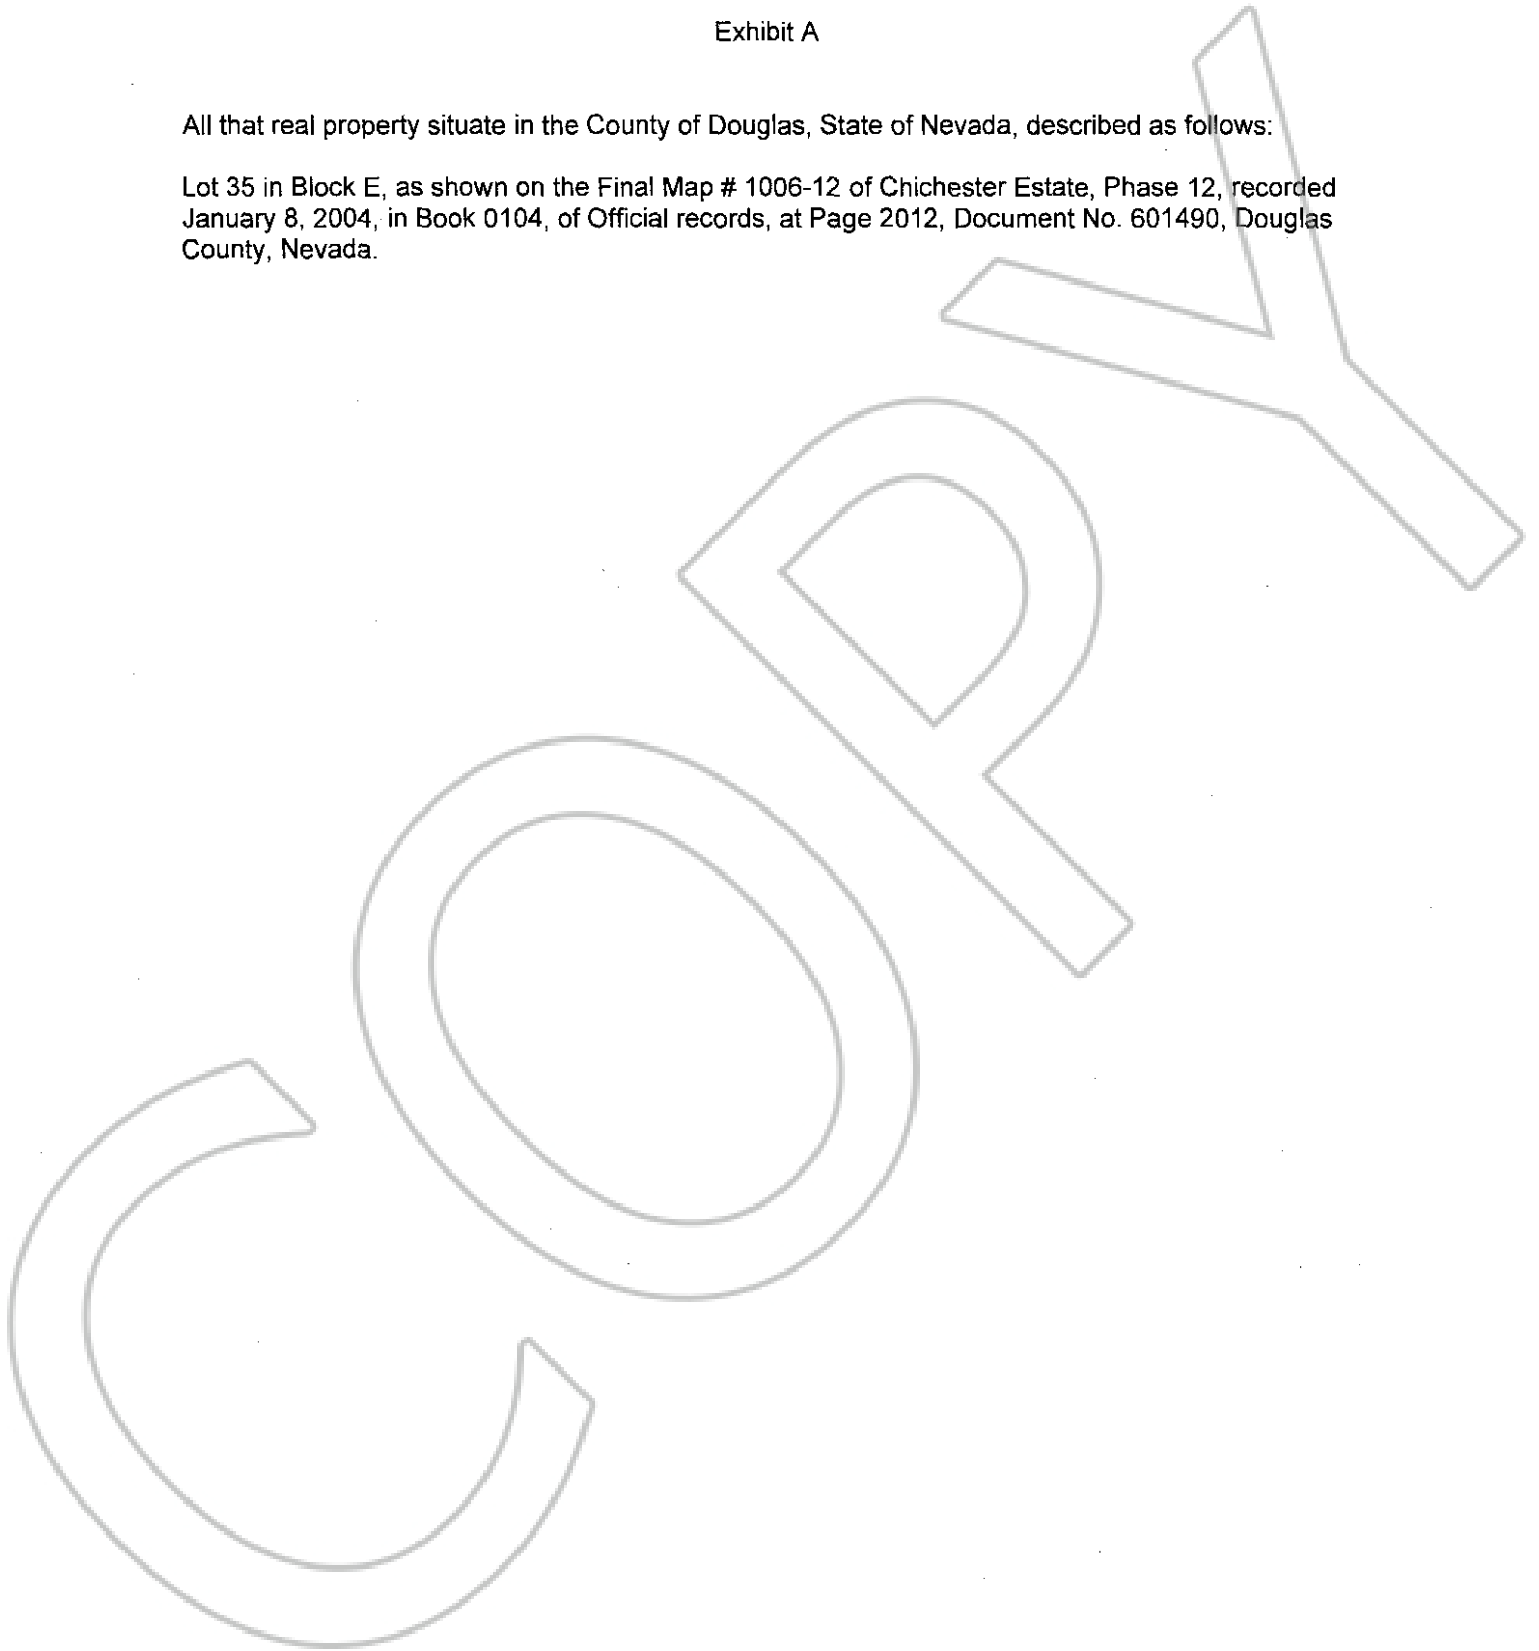 Exhibit A
All that real property situate in the County of Douglas, State of Nevada, described as follows:
Lot 35 in Block E, as shown on the Final Map # 1006-12 of Chichester Estate, Phase 12, recorded
January 8, 2004, in Book 0104, of Official records, at Page 2012, Document No. 601490, Douglas
County, Nevada.
COPY